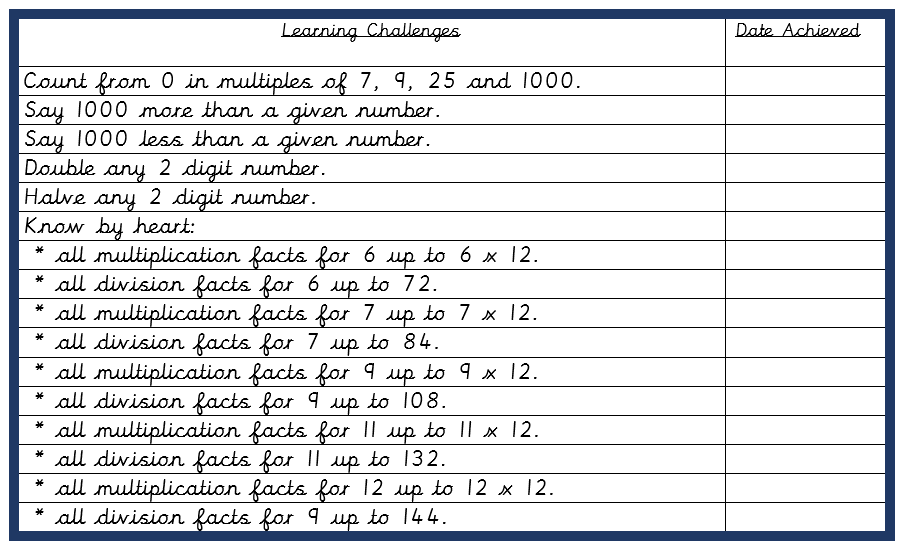 Learning Challenges Date Achieved
Count from 0 in multiples of 7, 9, 25 and 1000.
Say 1000 more than a given number.
Say 1000 less than a given number.
Double any 2 digit number.
Halve any 2 digit number.
Know by heart:
* all multiplication facts for 6 up to 6 x 12.
* all division facts for 6 up to 72.
* all multiplication facts for 7 up to 7 x 12.
* all division facts for 7 up to 84.
* all multiplication facts for 9 up to 9 x 12.
* all division facts for 9 up to 108.
* all multiplication facts for 11 up to 11 x 12.
* all division facts for 11 up to 132.
* all multiplication facts for 12 up to 12 x 12.
* all division facts for 9 up to 144.